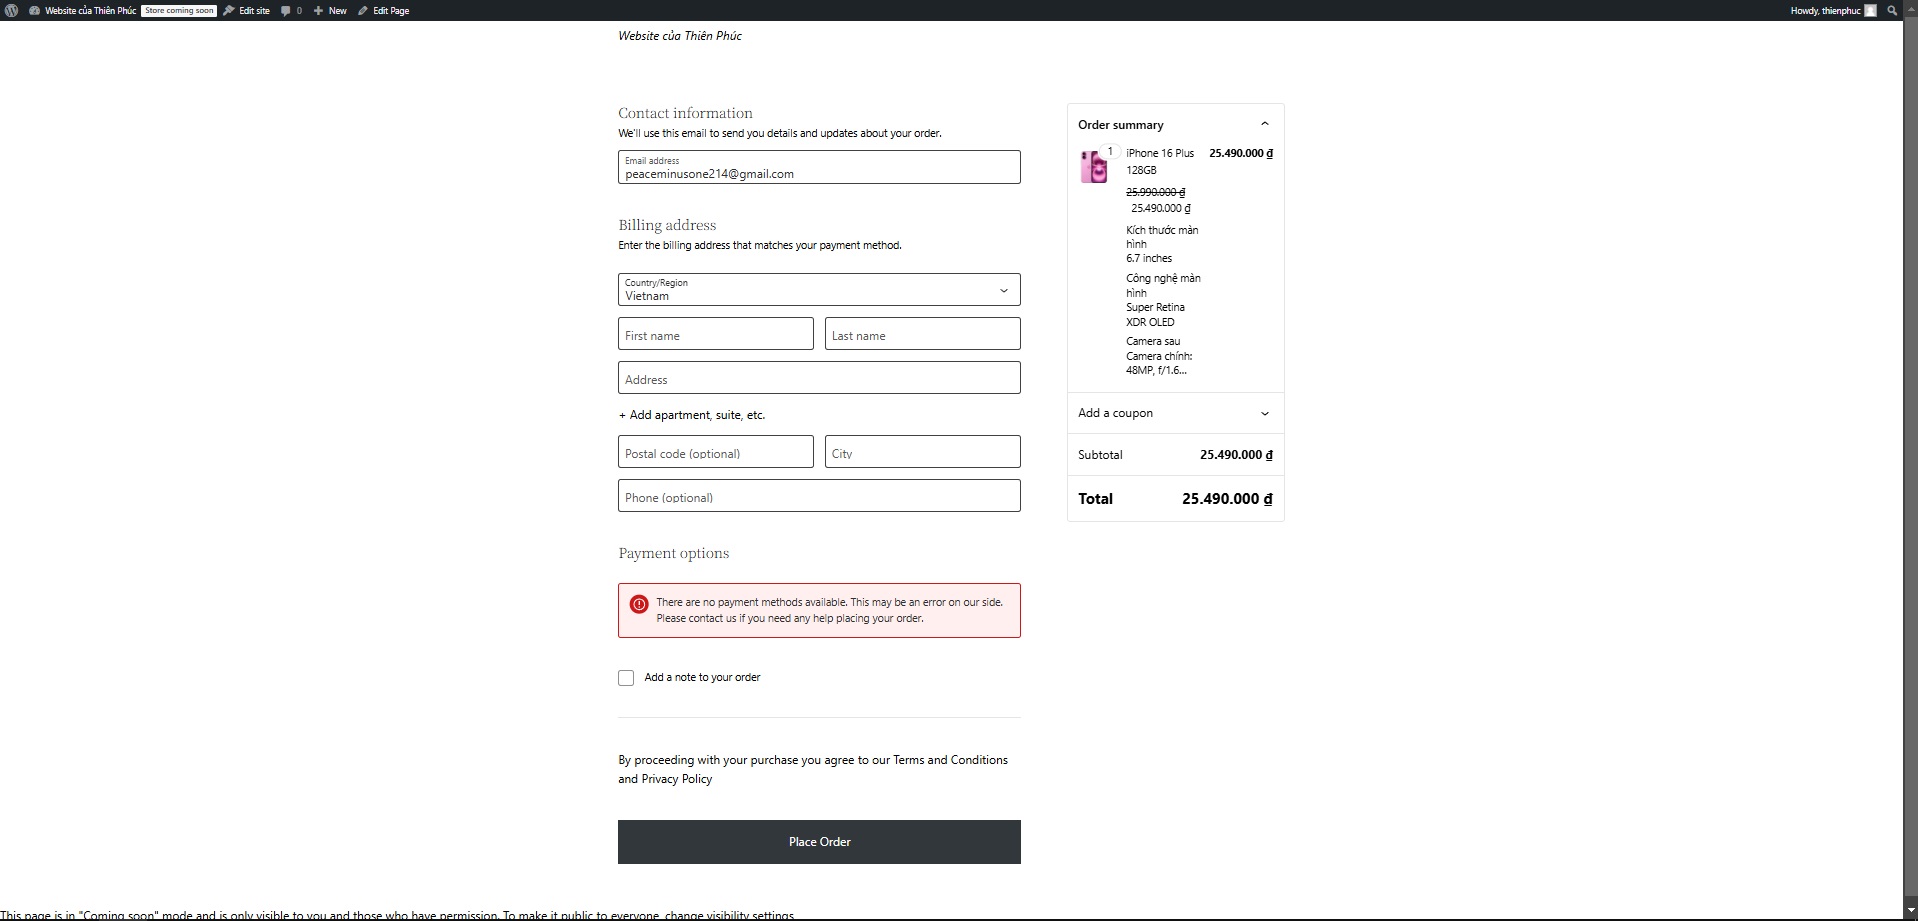 Website của Thiên Phúc Store coming soon Edit site 0 New Edit Page Howdy, thienphuc
Website của Thiên Phúc
Contact information
We'll use this email to send you details and updates about your order.
Email address
peaceminusone214@gmail.com
Billing address
Enter the billing address that matches your payment method.
Country/Region
Vietnam
First name Last name
Address
+ Add apartment, suite, etc.
Postal code (optional) City
Phone (optional)
Payment options
There are no payment methods available. This may be an error on our side.
Please contact us if you need any help placing your order.
Add a note to your order
By proceeding with your purchase you agree to our Terms and Conditions
and Privacy Policy
Place Order
Order summary
1 iPhone 16 Plus 25.490.000 ₫
128GB
25.990.000 ₫
25.490.000 ₫
Kích thước màn
hình
6.7 inches
Công nghệ màn
hình
Super Retina
XDR OLED
Camera sau
Camera chính:
48MP, f/1.6...
Add a coupon
Subtotal 25.490.000 ₫
Total 25.490.000 ₫
This page is in "Coming soon" mode and is only visible to you and those who have permission. To make it public to everyone, change visibility settings